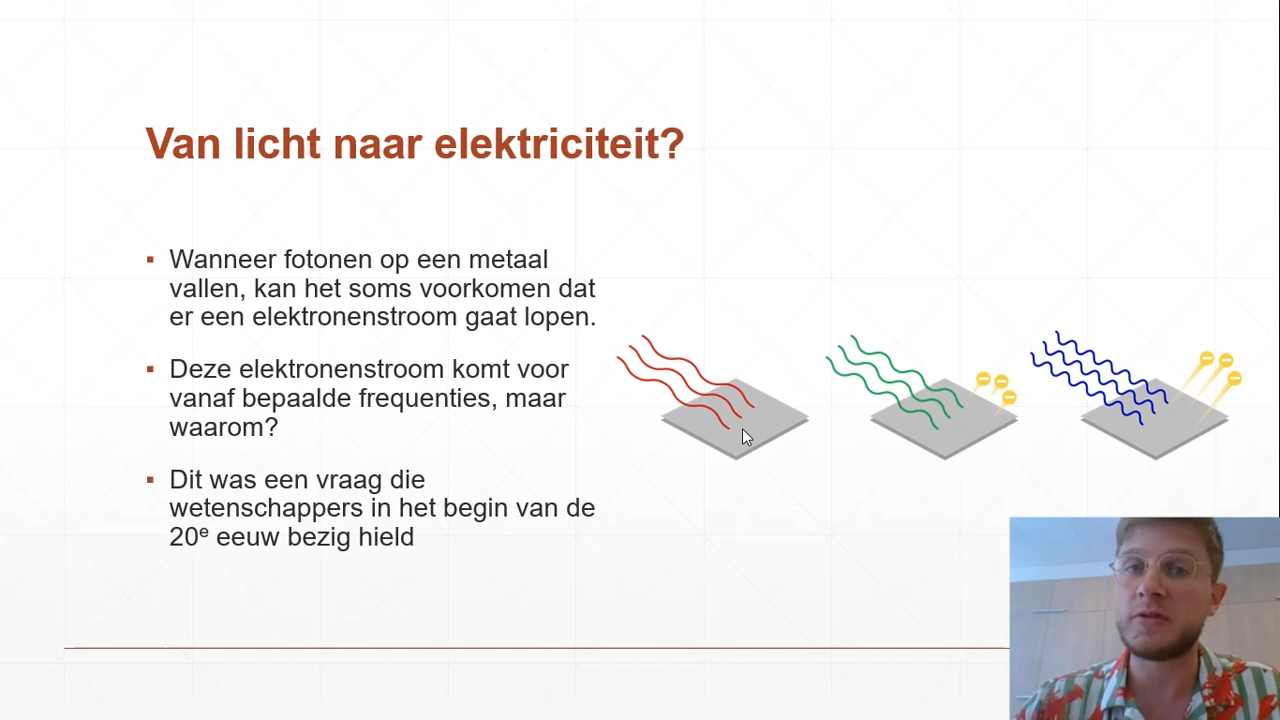 Van licht naar elektriciteit?
▪ Wanneer fotonen op een metaal
vallen, kan het soms voorkomen dat
er een elektronenstroom gaat lopen.
▪ Deze elektronenstroom komt voor
vanaf bepaalde frequenties, maar
waarom?
▪ Dit was een vraag die
wetenschappers in het begin van de
20ᵉ eeuw bezig hield